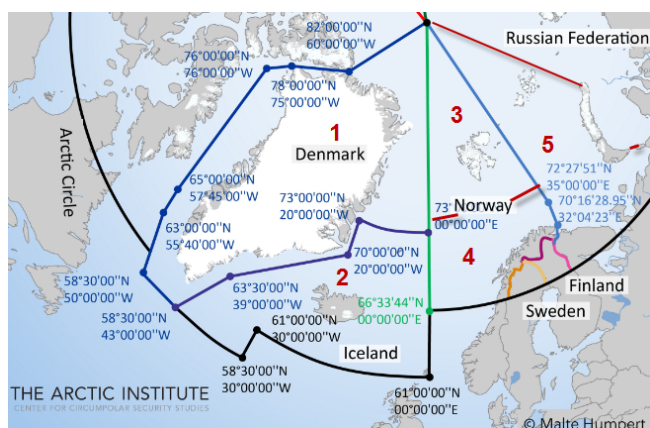 82°00'00''N
60°00'00''W
Russian Federation
76°00'00''N
76°00'00''W
78°00'00''N
75°00'00''W
1
3
5
Denmark
Arctic Circle
65°00'00''N
57°45'00''W
72°27'51''N
35°00'00''E
73°00'00''N
20°00'00''W
70°16'28.95''N
32°04'23''E
63°00'00''N
55°40'00''W
73°
Norway
00°00'00''E
70°00'00''N
20°00'00''W
4
2
58°30'00''N
50°00'00''W
63°30'00''N
39°00'00''W
Finland
Sweden
66°33'44''N
00°00'00''E
58°30'00''N
43°00'00''W
61°00'00''N
30°00'00''W
Iceland
58°30'00''N
30°00'00''W
61°00'00''N
00°00'00''E
THE ARCTIC INSTITUTE
CENTER FOR CIRCUMPOLAR SECURITY STUDIES
© Malte Humpert